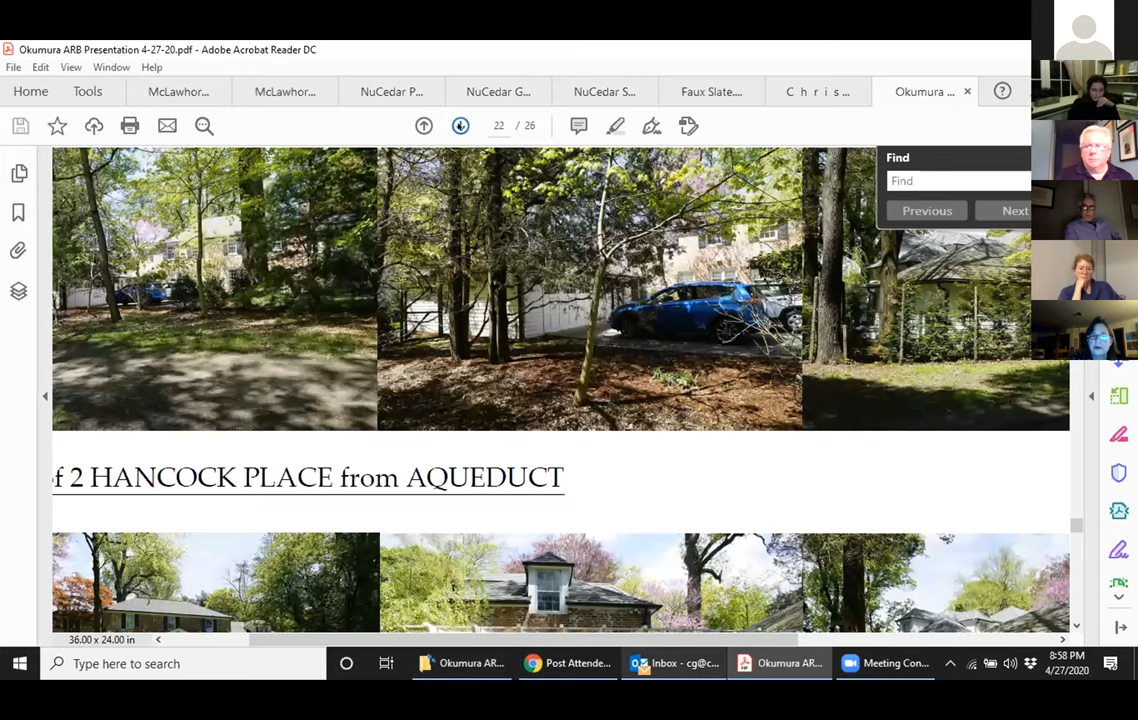 Okumura ARB Presentation 4-27-20.pdf - Adobe Acrobat Reader DC
File Edit View Window Help
Home Tools McLawhor... McLawhor... NuCedar P... NuCedar G... NuCedar S... Faux Slate.... C h r i s ... Okumura ...
22 / 26
Find
Find
Previous Next
of 2 HANCOCK PLACE from AQUEDUCT
36.00 x 24.00 in
Type here to search Okumura AR... Post Attende... Inbox - cg@c... Okumura AR... Meeting Con... 8:58 PM
4/27/2020